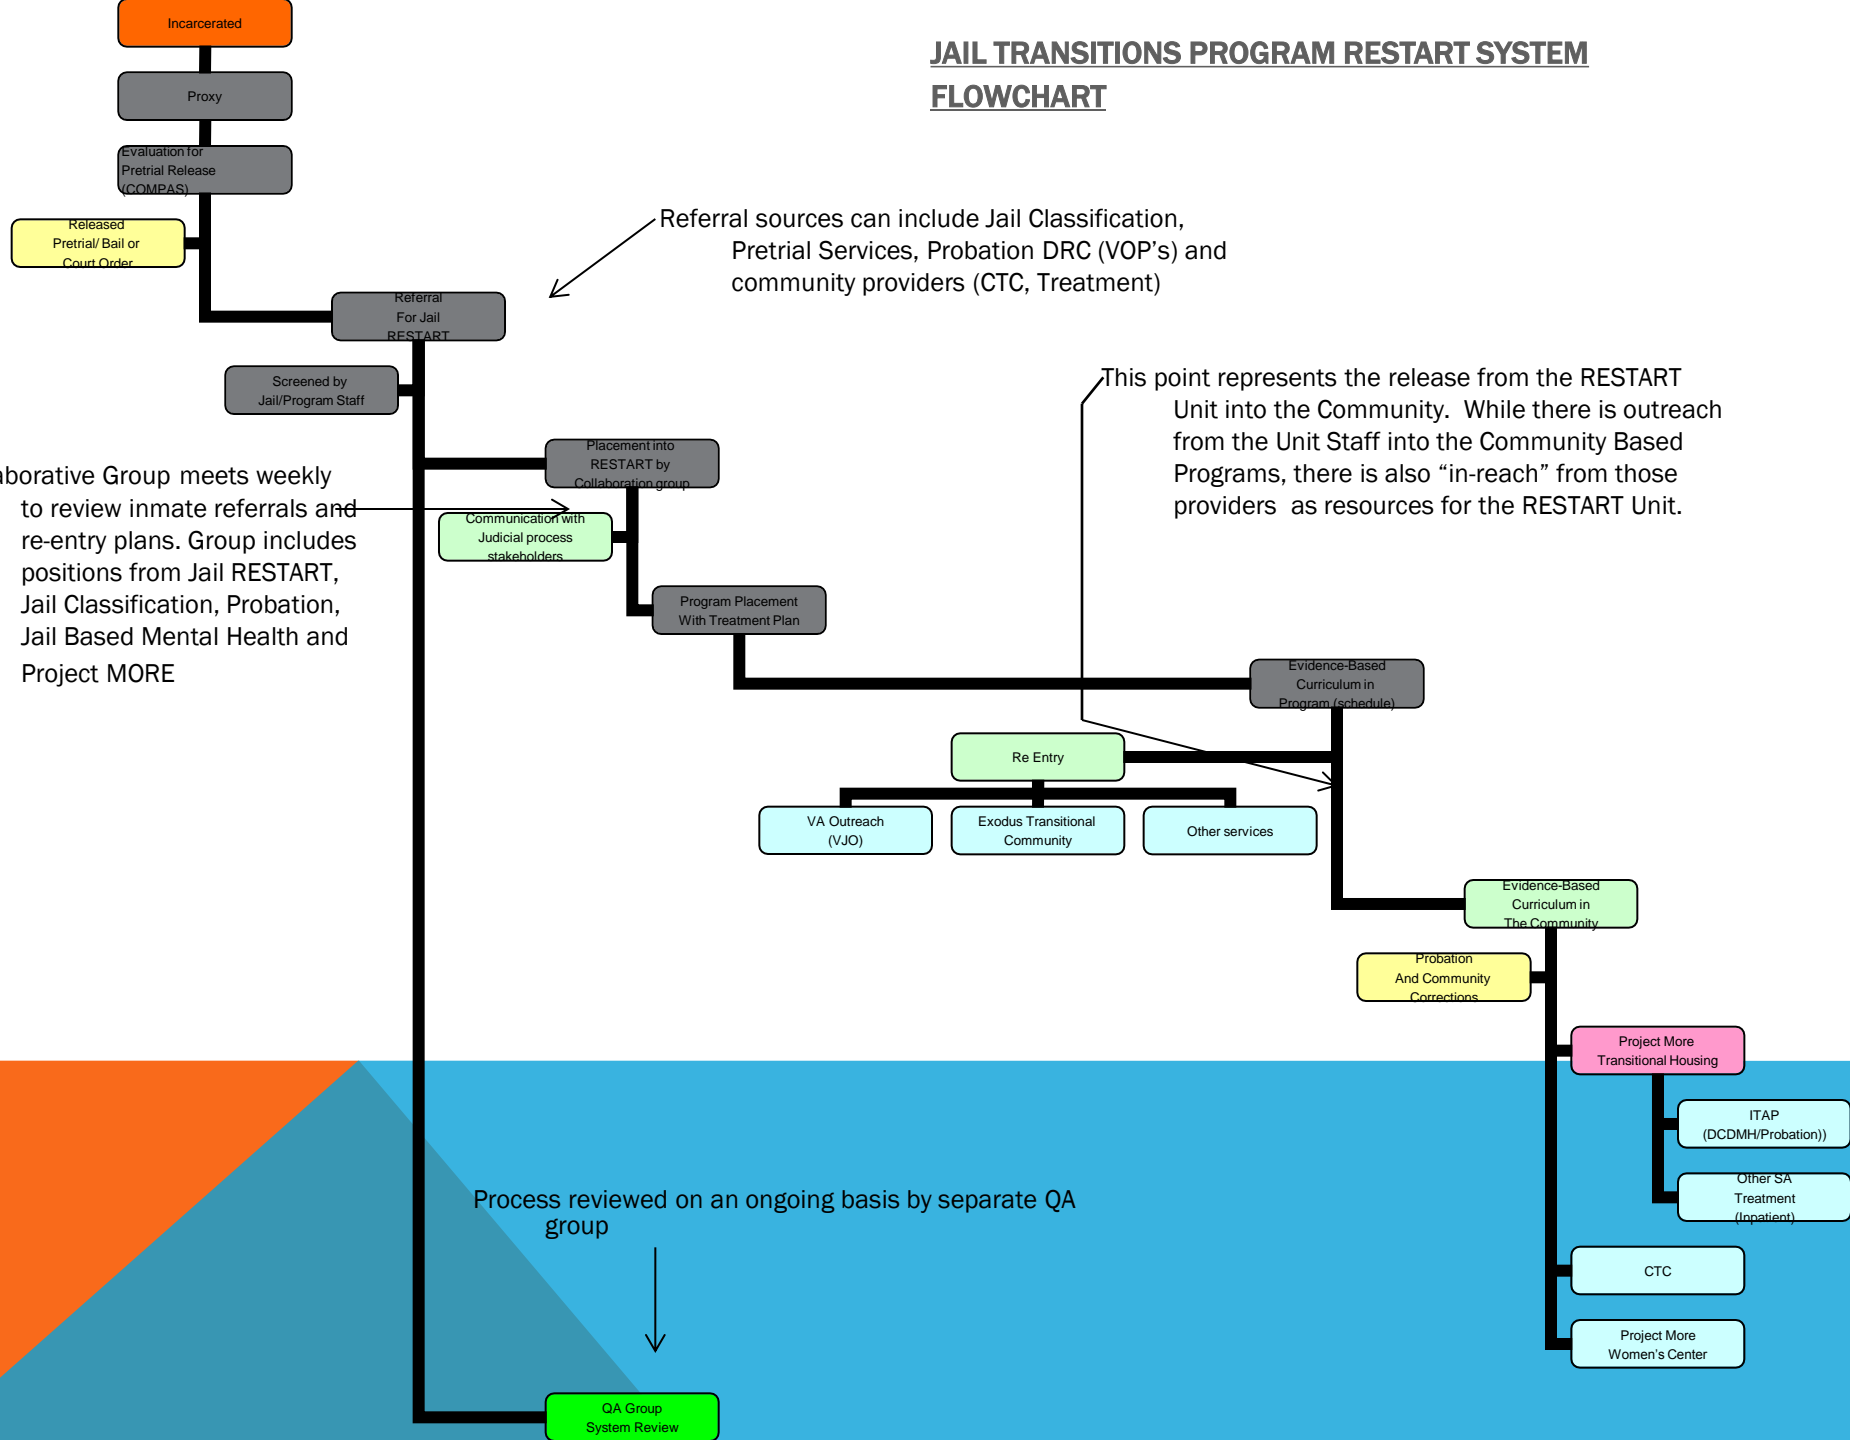 Incarcerated
JAIL TRANSITIONS PROGRAM RESTART SYSTEM
FLOWCHART
Proxy
Evaluation for
Pretrial Release
(COMPAS)
Released
Pretrial/ Bail or
Court Order
Referral sources can include Jail Classification,
Pretrial Services, Probation DRC (VOP’s) and
community providers (CTC, Treatment)
Referral
For Jail
RESTART
Screened by
Jail/Program Staff
This point represents the release from the RESTART
Unit into the Community. While there is outreach
from the Unit Staff into the Community Based
Programs, there is also “in-reach” from those
providers as resources for the RESTART Unit.
Placement into
RESTART by
Collaboration group
Group meets weekly
to review inmate referrals and
re-entry plans. Group includes
positions from Jail RESTART,
Jail Classification, Probation,
Jail Based Mental Health and
Project MORE
Communication with
Judicial process
stakeholders
Program Placement
With Treatment Plan
Evidence-Based
Curriculum in
Program (schedule)
Re Entry
VA Outreach
(VJO)
Exodus Transitional
Community
Other services
Evidence-Based
Curriculum in
The Community
Probation
And Community
Corrections
Project More
Transitional Housing
ITAP
(DCDMH/Probation))
Other SA
Treatment
(Inpatient)
Process reviewed on an ongoing basis by separate QA
group
CTC
Project More
Women’s Center
QA Group
System Review